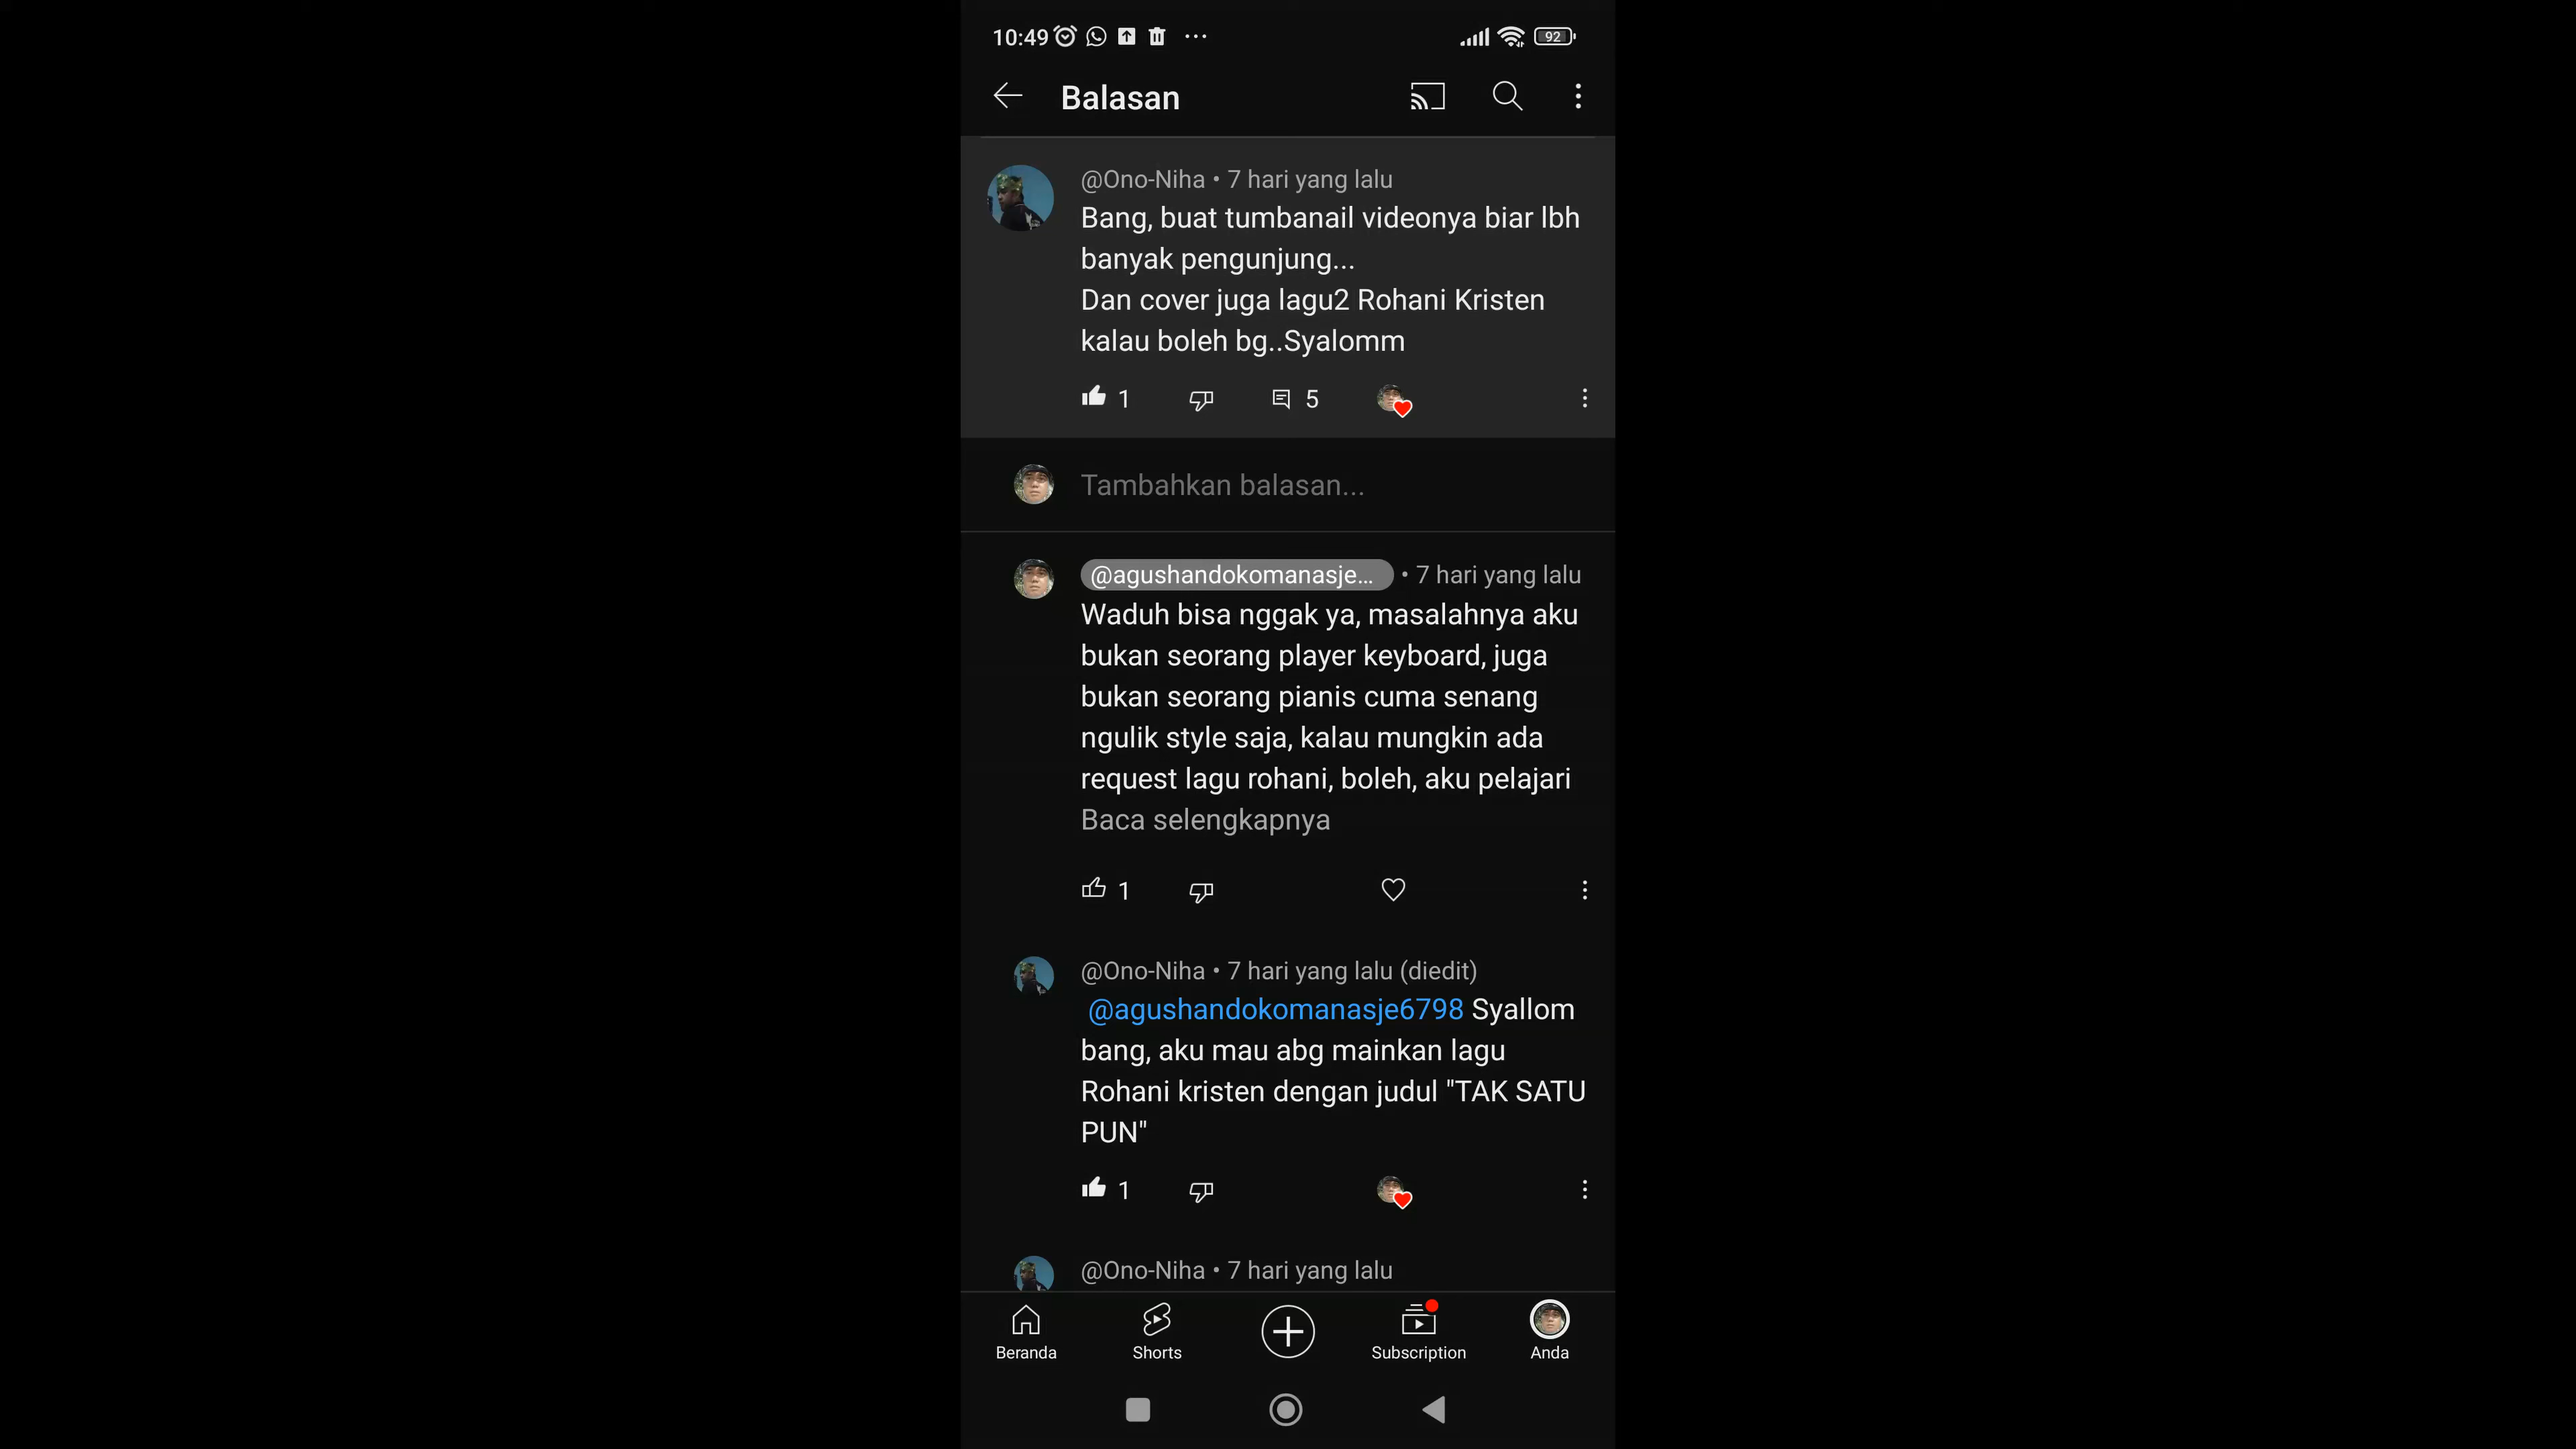 10:49
92
Balasan
@Ono-Niha • 7 hari yang lalu
Bang, buat tumbanail videonya biar lbh
banyak pengunjung...
Dan cover juga lagu2 Rohani Kristen
kalau boleh bg..Syalomm
1
5
Tambahkan balasan...
@agushandokomanasje... • 7 hari yang lalu
Waduh bisa nggak ya, masalahnya aku
bukan seorang player keyboard, juga
bukan seorang pianis cuma senang
ngulik style saja, kalau mungkin ada
request lagu rohani, boleh, aku pelajari
Baca selengkapnya
1
@Ono-Niha • 7 hari yang lalu (diedit)
@agushandokomanasje6798 Syallom
bang, aku mau abg mainkan lagu
Rohani kristen dengan judul "TAK SATU
PUN"
1
@Ono-Niha • 7 hari yang lalu
Beranda
Shorts
Subscription
Anda